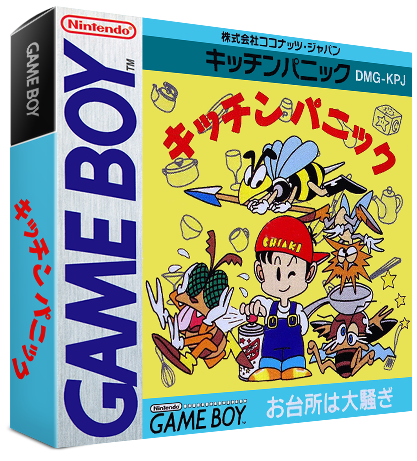 Nintendo
GAME BOY
GAME BOY
TM
キッチンパニック
株式会社ココナッツ・ジャパン
キッチンパニック DMG-KPJ
キッチンパニック
CHIAKI
Nintendo
GAME BOY
TM
お台所は大騒ぎ